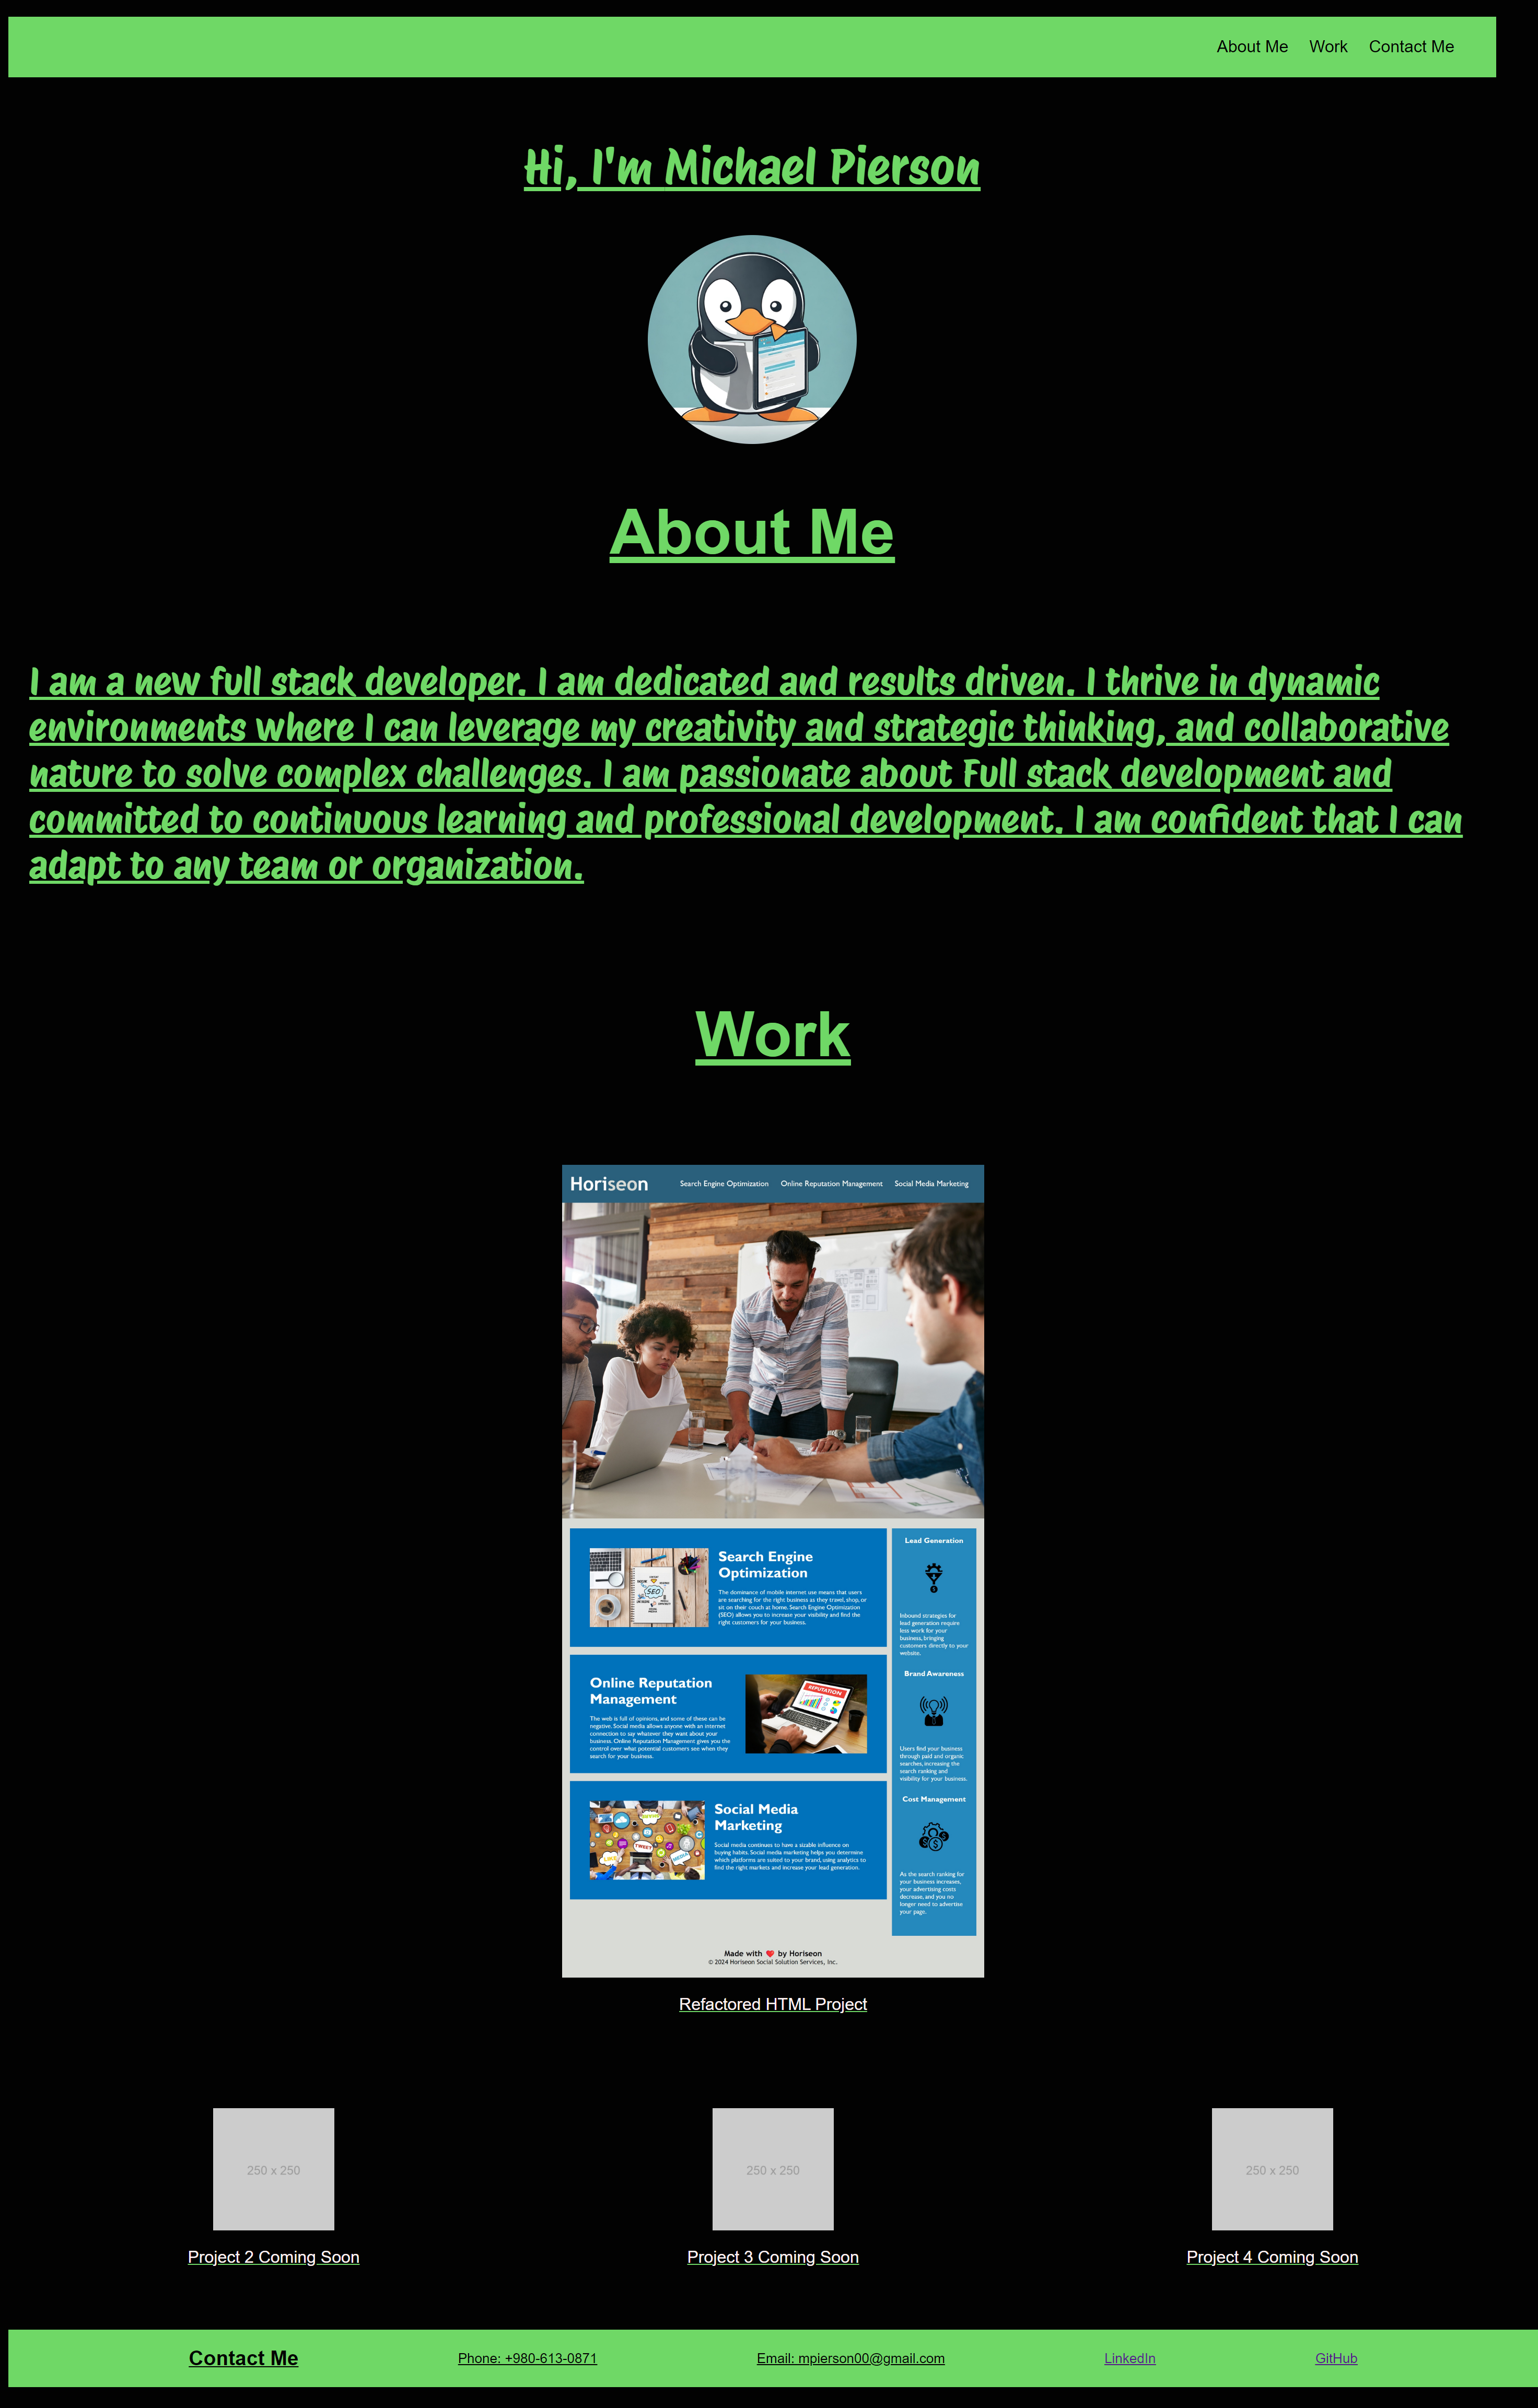 About Me Work Contact Me
Hi, I'm Michael Pierson
About Me
I am a new full stack developer. I am dedicated and results driven. I thrive in dynamic
environments where I can leverage my creativity and strategic thinking, and collaborative
nature to solve complex challenges. I am passionate about Full stack development and
committed to continuous learning and professional development. I am confident that I can
adapt to any team or organization.
Work
Horiseon Search Engine Optimization Online Reputation Management Social Media Marketing
SEO
Search Engine
Optimization
The dominance of mobile internet use means that users
are searching for the right business as they travel, shop, or
sit on their couch at home. Search Engine Optimization
(SEO) allows you to increase your visibility and find the
right customers for your business.
Online Reputation
Management
The web is full of opinions, and some of these can be
negative. Social media allows anyone with an internet
connection to say whatever they want about your
business. Online Reputation Management gives you the
control over what potential customers see when they
search for your business.
REPUTATION
TWEET
LIKE
Social Media
Marketing
Social media continues to have a sizable influence on
buying habits. Social media marketing helps you determine
which platforms are suited to your brand, using analytics to
find the right markets and increase your lead generation.
Lead Generation
Inbound strategies for
lead generation require
less work for your
business, bringing
customers directly to your
website.
Brand Awareness
Users find your business
through paid and organic
searches, increasing the
search ranking and
visibility for your business.
Cost Management
As the search ranking for
your business increases,
your advertising costs
decrease, and you no
longer need to advertise
your page.
Made with ❤️ by Horiseon
© 2024 Horiseon Social Solution Services, Inc.
Refactored HTML Project
250 x 250 250 x 250 250 x 250
Project 2 Coming Soon Project 3 Coming Soon Project 4 Coming Soon
Contact Me Phone: +980-613-0871 Email: mpierson00@gmail.com LinkedIn GitHub